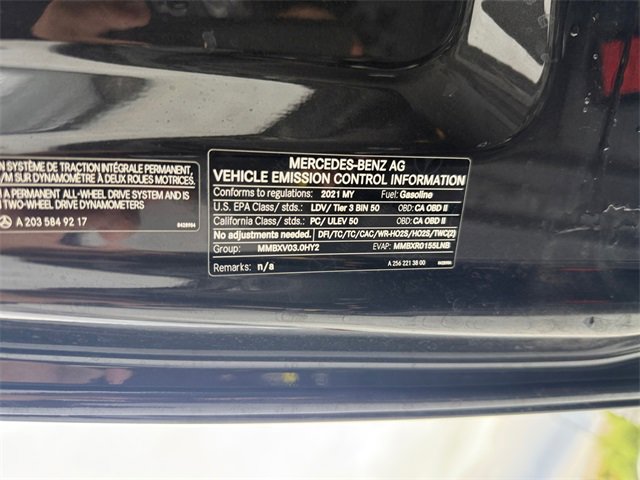 N SYSTÈME DE TRACTION INTÉGRALE PERMANENT,
/M SUR DYNAMOMÈTRE À DEUX ROUES MOTRICES.
A PERMANENT ALL-WHEEL DRIVE SYSTEM AND IS
TWO-WHEEL DRIVE DYNAMOMETERS
A 203 584 92 17
MERCEDES-BENZ AG
VEHICLE EMISSION CONTROL INFORMATION
Conforms to regulations: 2021 MY Fuel: Gasoline
U.S. EPA Class/ stds.: LDV/ Tier 3 BIN 50 OBD: CA OBD II
California Class/ stds.: PC/ ULEV 50 OBD: CA OBD II
No adjustments needed. DFI/TC/TC/CAC/WR-HO2S/HO2S/TWC(2)
Group: MMBXV03.0HY2 EVAP: MMBXR0155LNB
Remarks: n/a A 256 221 38 00